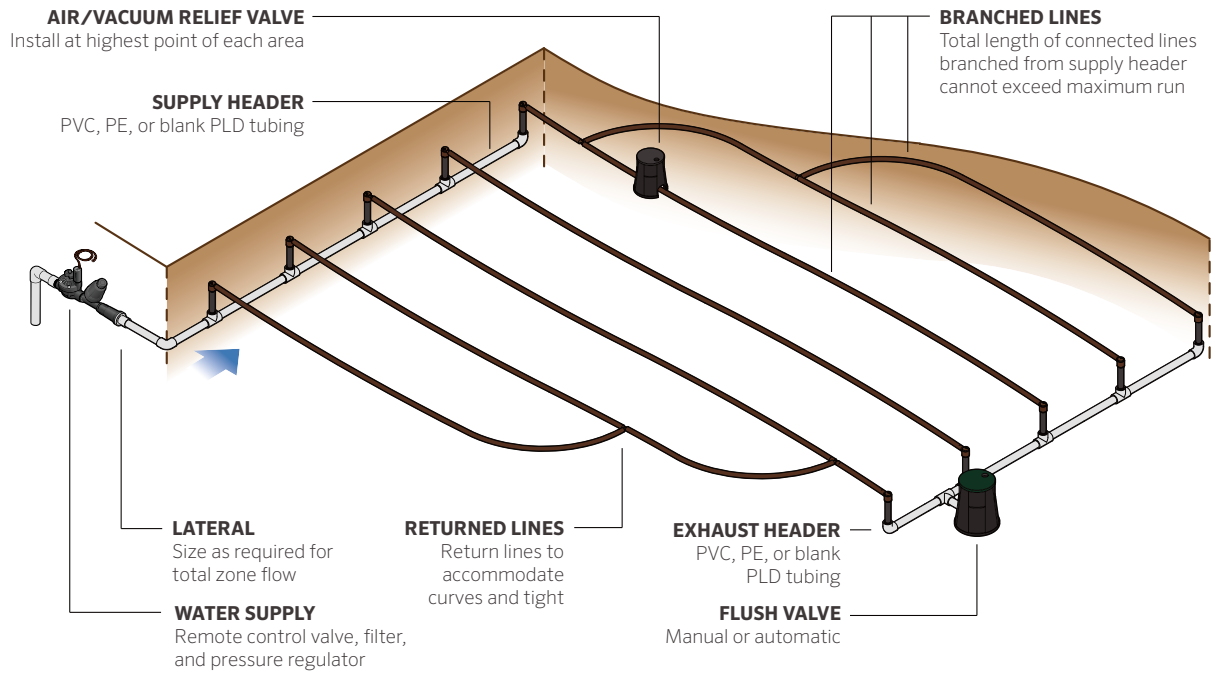 AIR/VACUUM RELIEF VALVE
Install at highest point of each area
BRANCHED LINES
Total length of connected lines
branched from supply header
cannot exceed maximum run
SUPPLY HEADER
PVC, PE, or blank PLD tubing
LATERAL
Size as required for
total zone flow
RETURNED LINES
Return lines to
accommodate
curves and tight
EXHAUST HEADER
PVC, PE, or blank
PLD tubing
WATER SUPPLY
Remote control valve, filter,
and pressure regulator
FLUSH VALVE
Manual or automatic